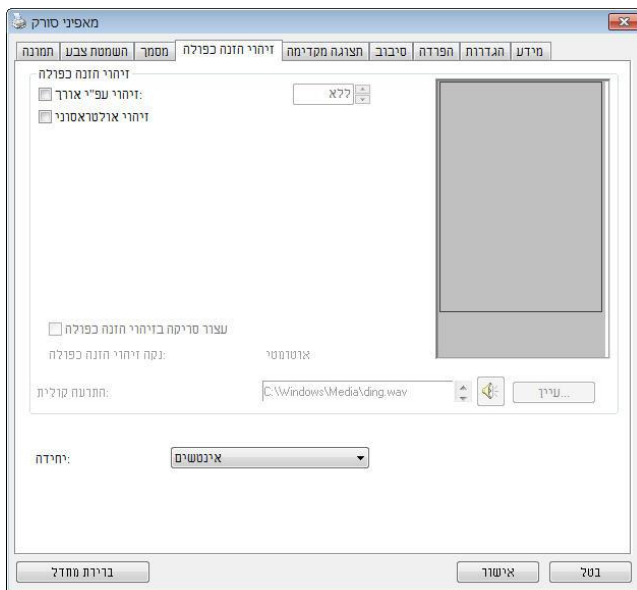 מאפיני סורק
תמונה
השמטת צבע
מסמך
זיהוי הזנה כפולה
תצוגה מקדימה
סיבוב
הפרדה
הגדרות
מידע
זיהוי הזנה כפולה
זיהוי עפ"י אורך:
ללא
זיהוי אולטראסוני
עצור סריקה בזיהוי הזנה כפולה
נקה זיהוי הזנה כפולה:
אוטומטי
התרעה קולית:
C:\Windows\Media\ding.wav
עיין...
יחידה:
אינטשים
ברירת מחדל
אישור
בטל